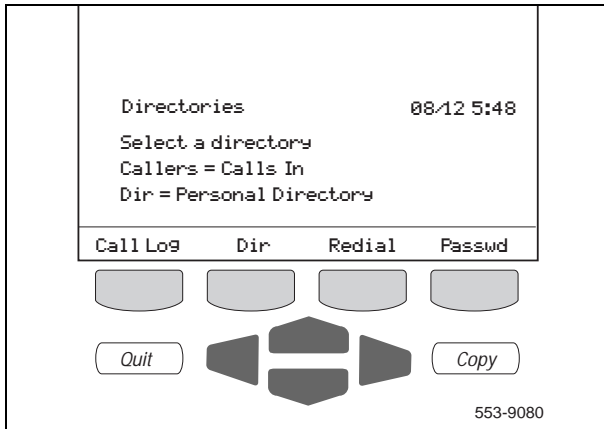 Directories 08/12 5:48
Select a directory
Callers = Calls In
Dir = Personal Directory
Call Log Dir Redial Passwd
Quit Copy
553-9080